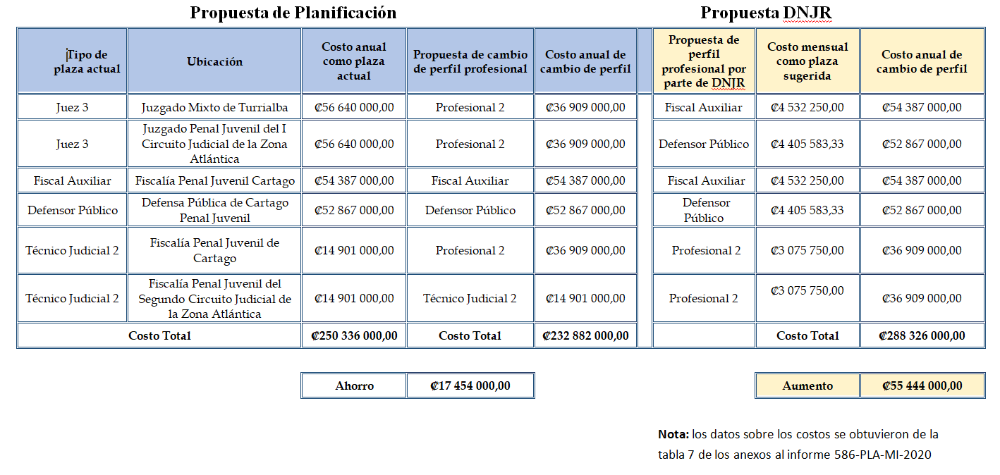 Propuesta de Planificación
Propuesta DNJR
Tipo de
plaza actual
Ubicación
Costo anual
como plaza
actual
Propuesta de cambio
de perfil profesional
Costo anual de
cambio de perfil
Propuesta de
perfil
profesional por
parte de DNJR
Costo mensual
como plaza
sugerida
Costo anual de
cambio de perfil
Juez 3
Juzgado Mixto de Turrialba
₡56 640 000,00
Profesional 2
₡36 909 000,00
Fiscal Auxiliar
₡4 532 250,00
₡54 387 000,00
Juez 3
Juzgado Penal Juvenil del I
Circuito Judicial de la Zona
Atlántica
₡56 640 000,00
Profesional 2
₡36 909 000,00
Defensor Público
₡4 405 583,33
₡52 867 000,00
Fiscal Auxiliar
Fiscalía Penal Juvenil Cartago
₡54 387 000,00
Fiscal Auxiliar
₡54 387 000,00
Fiscal Auxiliar
₡4 532 250,00
₡54 387 000,00
Defensor Público
Defensa Pública de Cartago
Penal Juvenil
₡52 867 000,00
Defensor Público
₡52 867 000,00
Defensor
Público
₡4 405 583,33
₡52 867 000,00
Técnico Judicial 2
Fiscalía Penal Juvenil de
Cartago
₡14 901 000,00
Profesional 2
₡36 909 000,00
Profesional 2
₡3 075 750,00
₡36 909 000,00
Técnico Judicial 2
Fiscalía Penal Juvenil del
Segundo Circuito Judicial de
la Zona Atlántica
₡14 901 000,00
Técnico Judicial 2
₡14 901 000,00
Profesional 2
₡3 075 750,00
₡36 909 000,00
Costo Total
₡250 336 000,00
Costo Total
₡232 882 000,00
Costo Total
₡288 326 000,00
Ahorro
₡17 454 000,00
Aumento
₡55 444 000,00
Nota: los datos sobre los costos se obtuvieron de la
tabla 7 de los anexos al informe 586-PLA-MI-2020